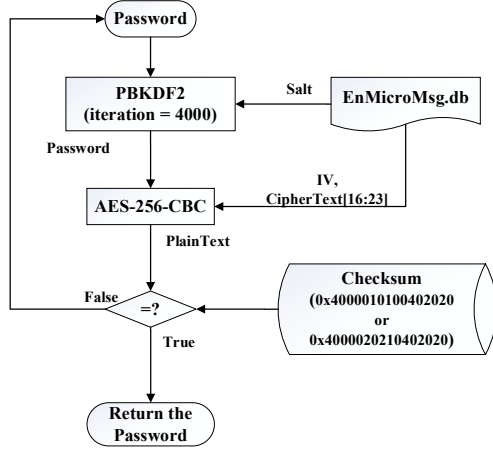 Password
PBKDF2
(iteration = 4000)
Salt
EnMicroMsg.db
Password
IV,
CipherText[16:23]
AES-256-CBC
PlainText
Checksum
(0x4000010100402020
or
0x4000020210402020)
False
=?
True
Return the
Password